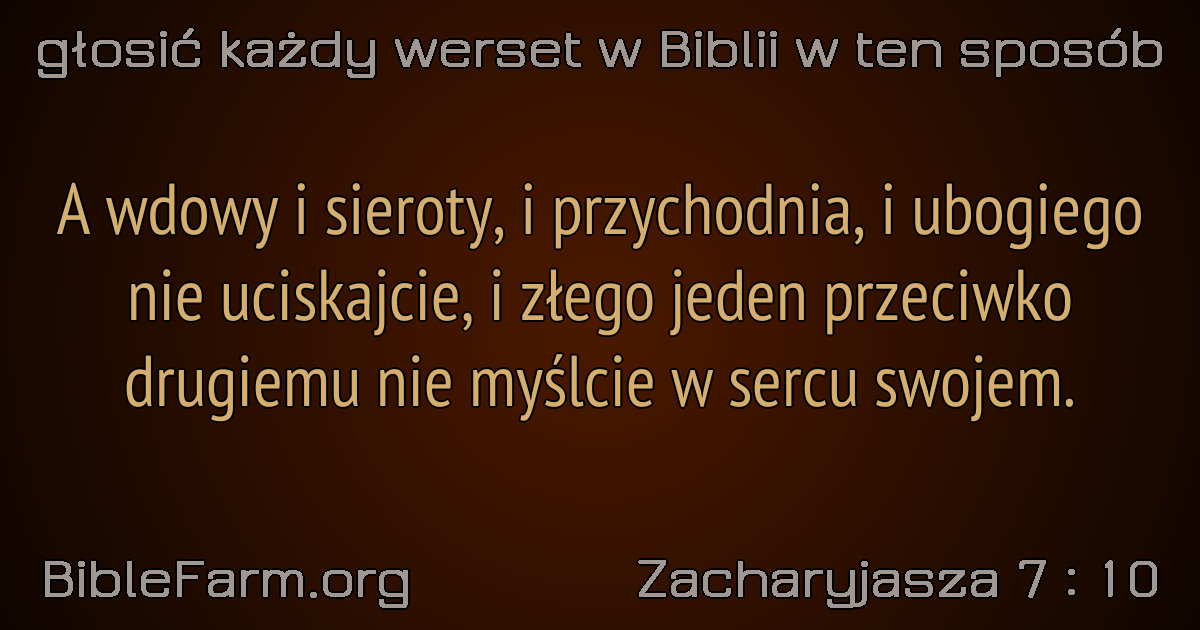 głosić każdy werset w Biblii w ten sposób
A wdowy i sieroty, i przychodnia, i ubogiego
nie uciskajcie, i złego jeden przeciwko
drugiemu nie myślcie w sercu swojem.
BibleFarm.org
Zacharyjasza 7 : 10